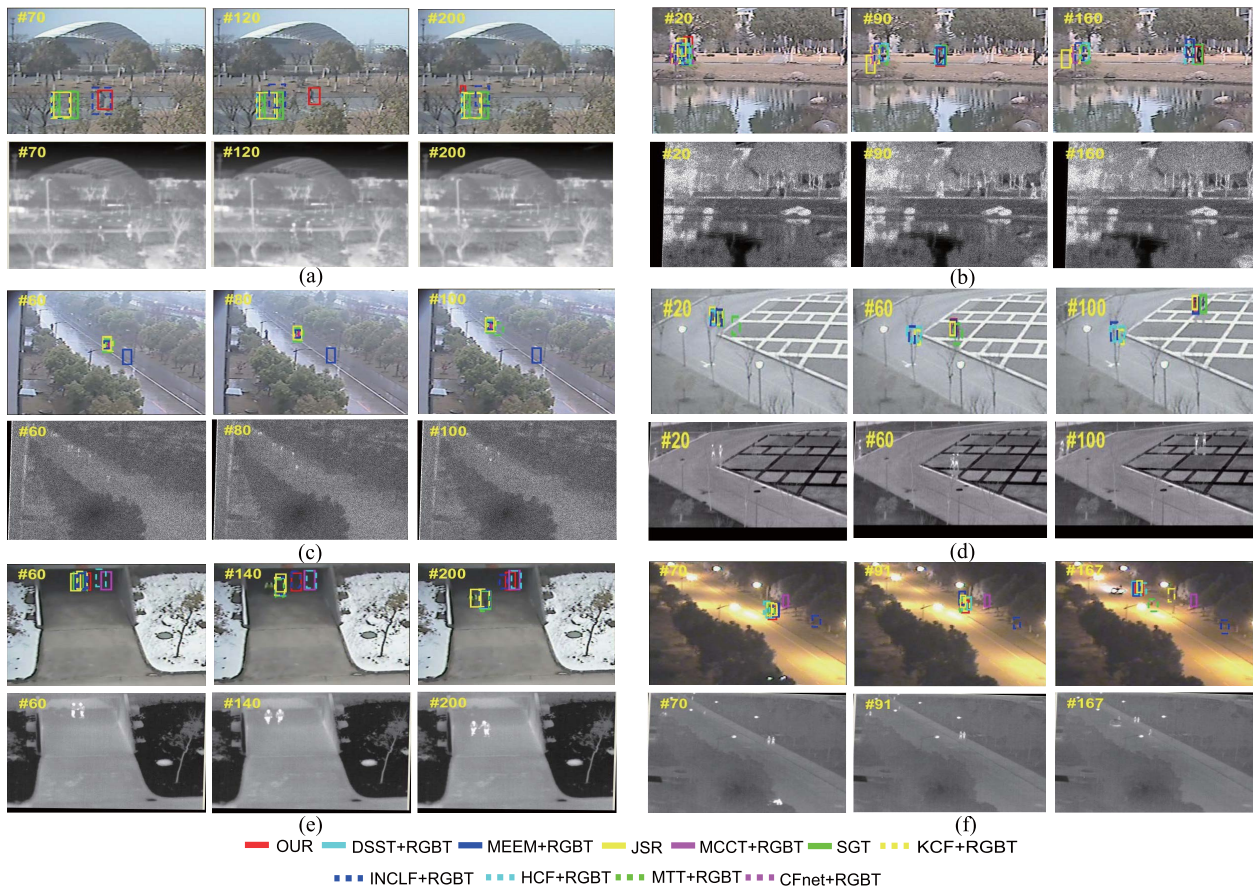 #70 #120 #200
#70 #120 #200
(a)
#20 #90 #160
#20 #90 #160
(b)
#60 #80 #100
#60 #80 #100
(c)
#20 #60 #100
#20 #60 #100
(d)
#60 #140 #200
#60 #140 #200
(e)
#70 #91 #167
#70 #91 #167
(f)
OUR DSST+RGBT MEEM+RGBT JSR MCCT+RGBT SGT KCF+RGBT
INCLF+RGBT HCF+RGBT MTT+RGBT CFnet+RGBT